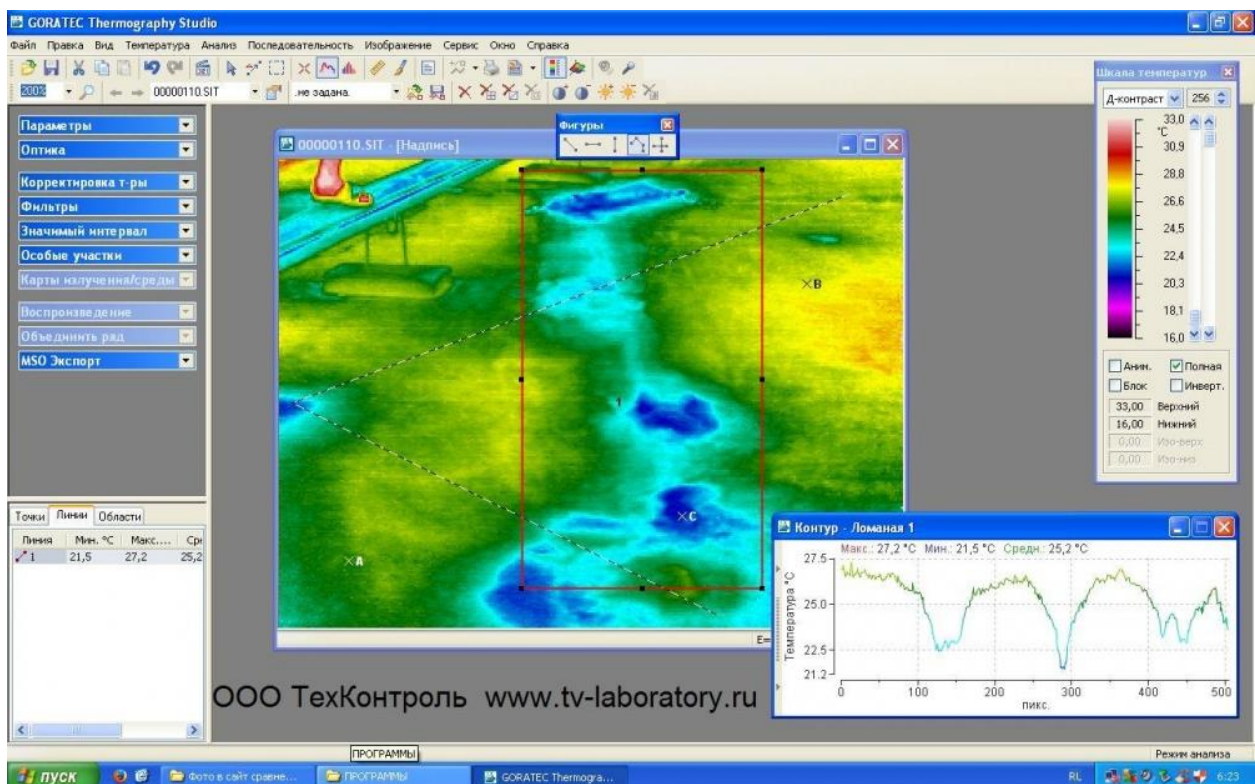 GORATEC Thermography Studio
Файл Правка Вид Температура Анализ Последовательность Изображение Сервис Окно Справка
200% 00000110.SIT .не задана.
Параметры
Оптика
Корректировка т-ры
Фильтры
Значимый интервал
Особые участки
Карты излучения/среды
Воспроизведение
Объединить ряд
MSO Экспорт
Фигуры
00000110.SIT - [Надпись]
B
1
C
A
E=
Шкала температур
Д-контраст 256
33,0
°C
30,9
28,8
26,6
24,5
22,4
20,3
18,1
16,0
Анин. Полная
Блок Инверт.
33,00 Верхний
16,00 Нижний
0,00 Изо-верх
0,00 Изо-низ
Точки Линии Области
Линия Мин. °C Макс.... Сре
1 21,5 27,2 25,2
Контур - Ломаная 1
Макс.: 27,2 °C Мин.: 21,5 °C Средн.: 25,2 °C
Температура °C
27.5
25.0
22.5
21.2
0 100 200 300 400 500
пикс.
ООО ТехКонтроль www.tv-laboratory.ru
ПРОГРАММЫ
Режим анализа
пуск Фото в сайт сравне... ПРОГРАММЫ GORATEC Thermogra... RL 6:23